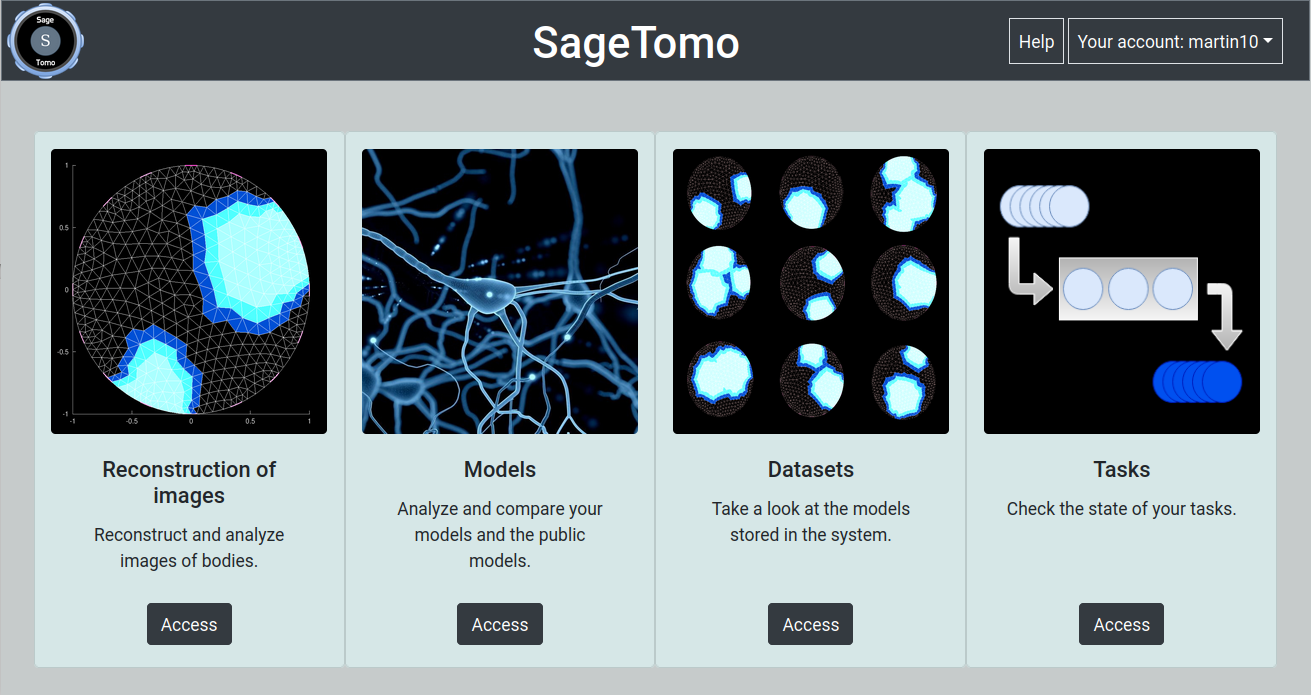 Sage
S
Tomo
SageTomo
Help
Your account: martin10
1
0.5
0
-0.5
-1
-1
-0.5
0
0.5
1
Reconstruction of
images
Reconstruct and analyze
images of bodies.
Access
Models
Analyze and compare your
models and the public
models.
Access
Datasets
Take a look at the models
stored in the system.
Access
Tasks
Check the state of your tasks.
Access